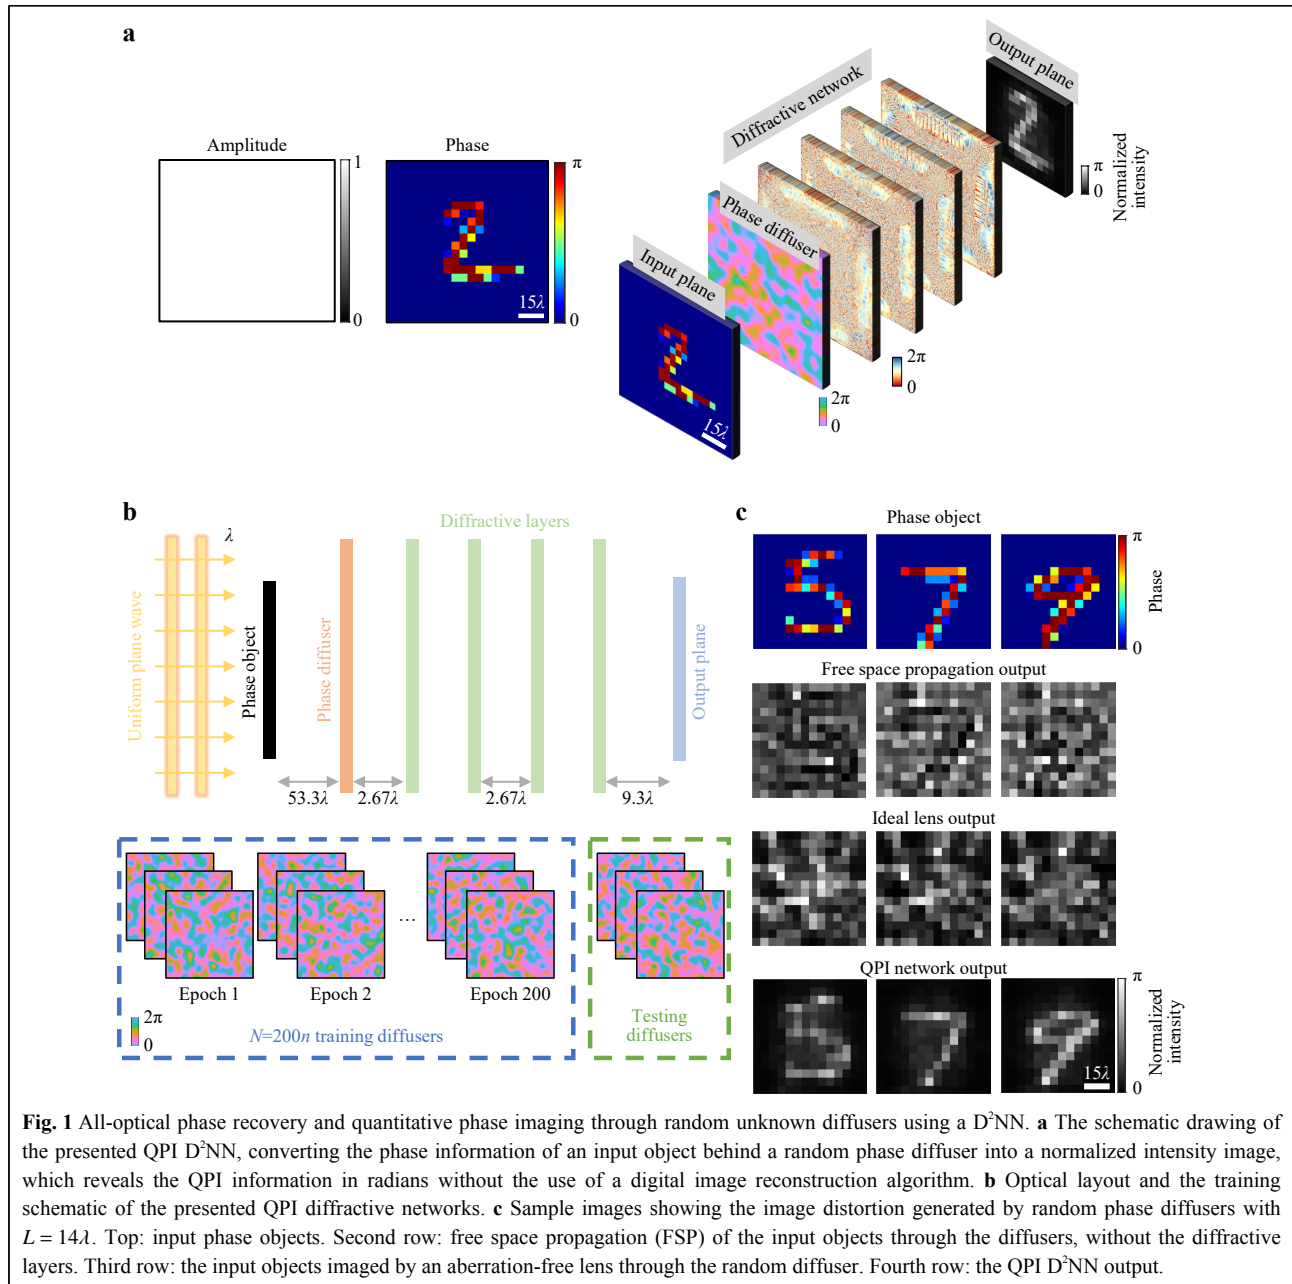 a
Amplitude
1
0
Phase
π
0
15λ
Input plane
15λ
Phase diffuser
2π
0
Diffractive network
2π
0
Output plane
π
0
Normalized
intensity
b
Uniform plane wave
λ
Phase object
Phase diffuser
Diffractive layers
Output plane
53.3λ
2.67λ
2.67λ
9.3λ
Epoch 1
Epoch 2
...
Epoch 200
2π
0
N=200n training diffusers
Testing
diffusers
c
Phase object
π
0
Phase
Free space propagation output
Ideal lens output
QPI network output
15λ
π
0
Normalized
intensity
Fig. 1 All-optical phase recovery and quantitative phase imaging through random unknown diffusers using a D²NN. a The schematic drawing of
the presented QPI D²NN, converting the phase information of an input object behind a random phase diffuser into a normalized intensity image,
which reveals the QPI information in radians without the use of a digital image reconstruction algorithm. b Optical layout and the training
schematic of the presented QPI diffractive networks. c Sample images showing the image distortion generated by random phase diffusers with
L = 14λ. Top: input phase objects. Second row: free space propagation (FSP) of the input objects through the diffusers, without the diffractive
layers. Third row: the input objects imaged by an aberration-free lens through the random diffuser. Fourth row: the QPI D²NN output.